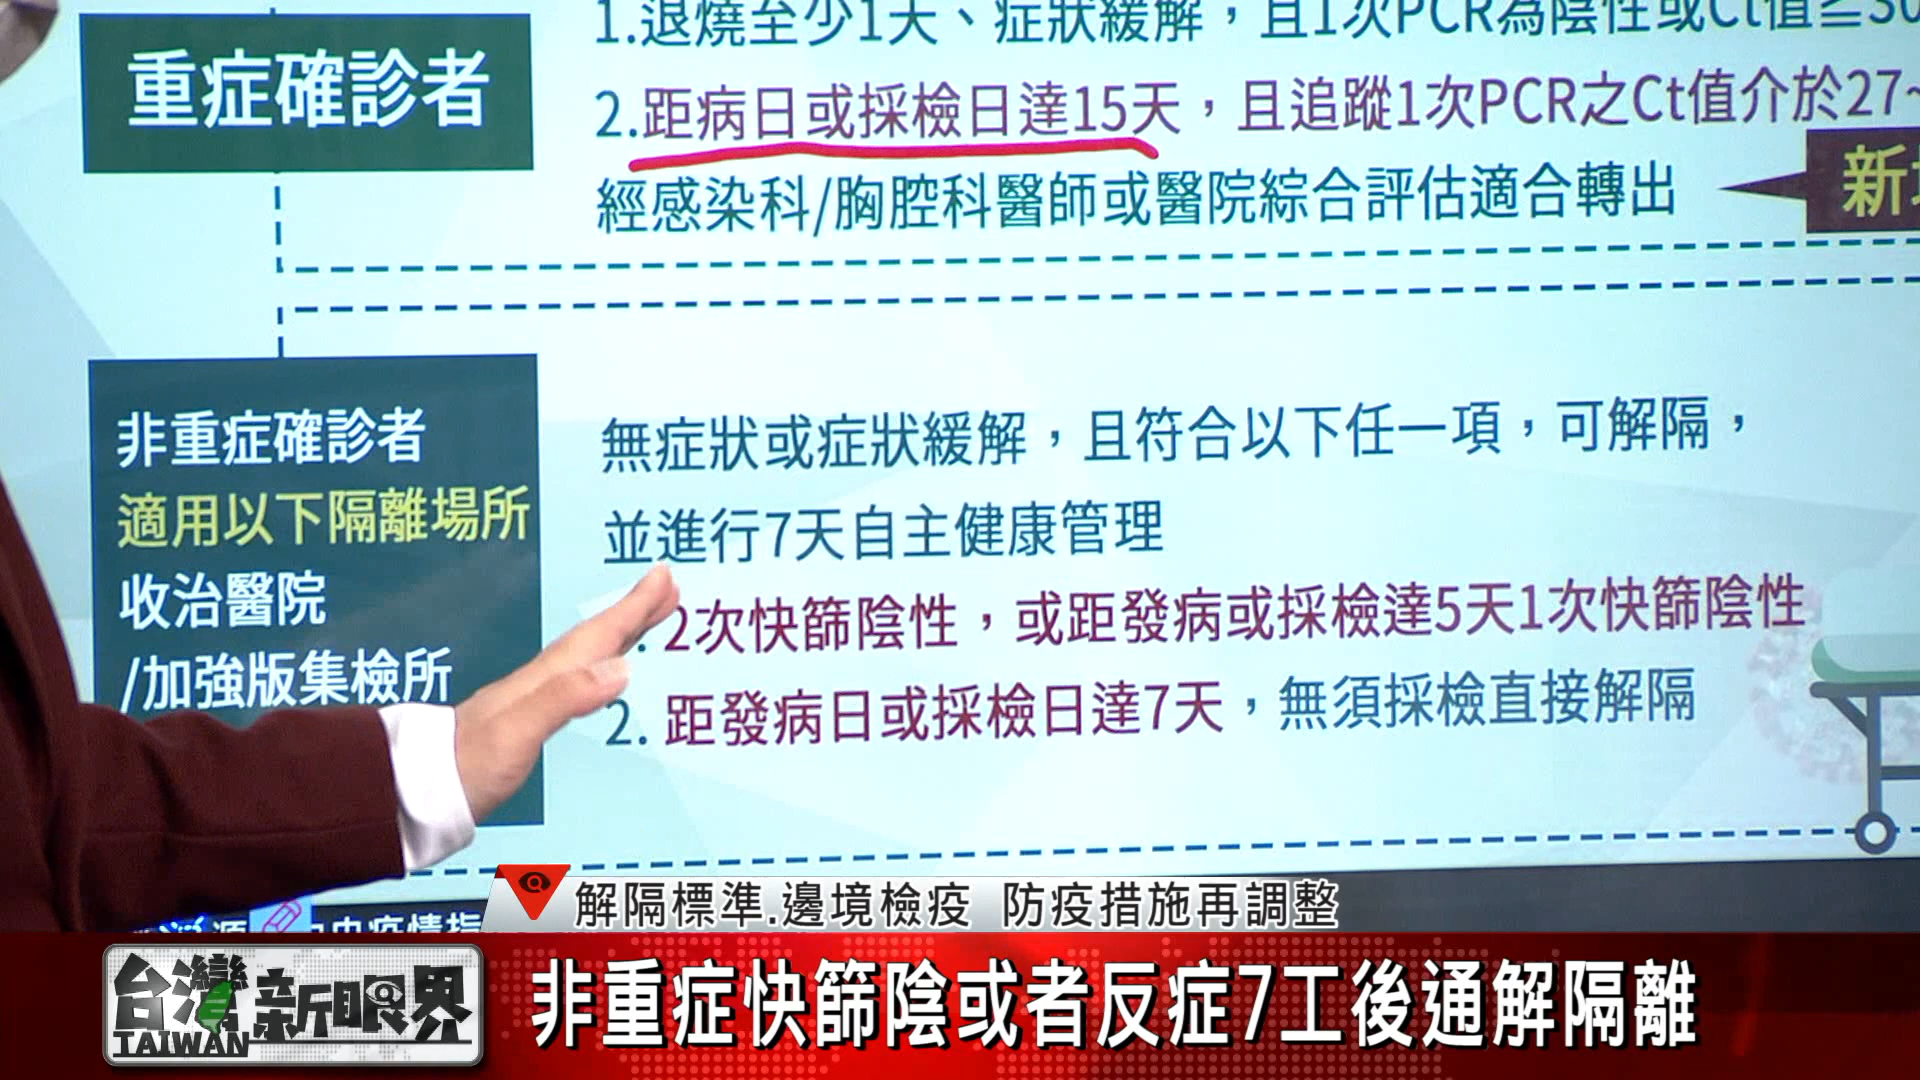 重症確診者
1.退燒至少1天、症狀緩解，且1次PCR為陰性或Ct值≧30
2.距病日或採檢日達15天，且追蹤1次PCR之Ct值介於27~
經感染科/胸腔科醫師或醫院綜合評估適合轉出
新增
非重症確診者
適用以下隔離場所
收治醫院
/加強版集檢所
無症狀或症狀緩解，且符合以下任一項，可解隔，
並進行7天自主健康管理
2次快篩陰性，或距發病或採檢達5天1次快篩陰性
2. 距發病日或採檢日達7天，無須採檢直接解隔
源
中央疫情指
解隔標準.邊境檢疫 防疫措施再調整
台灣新眼界
TAIWAN
非重症快篩陰或者反症7工後通解隔離